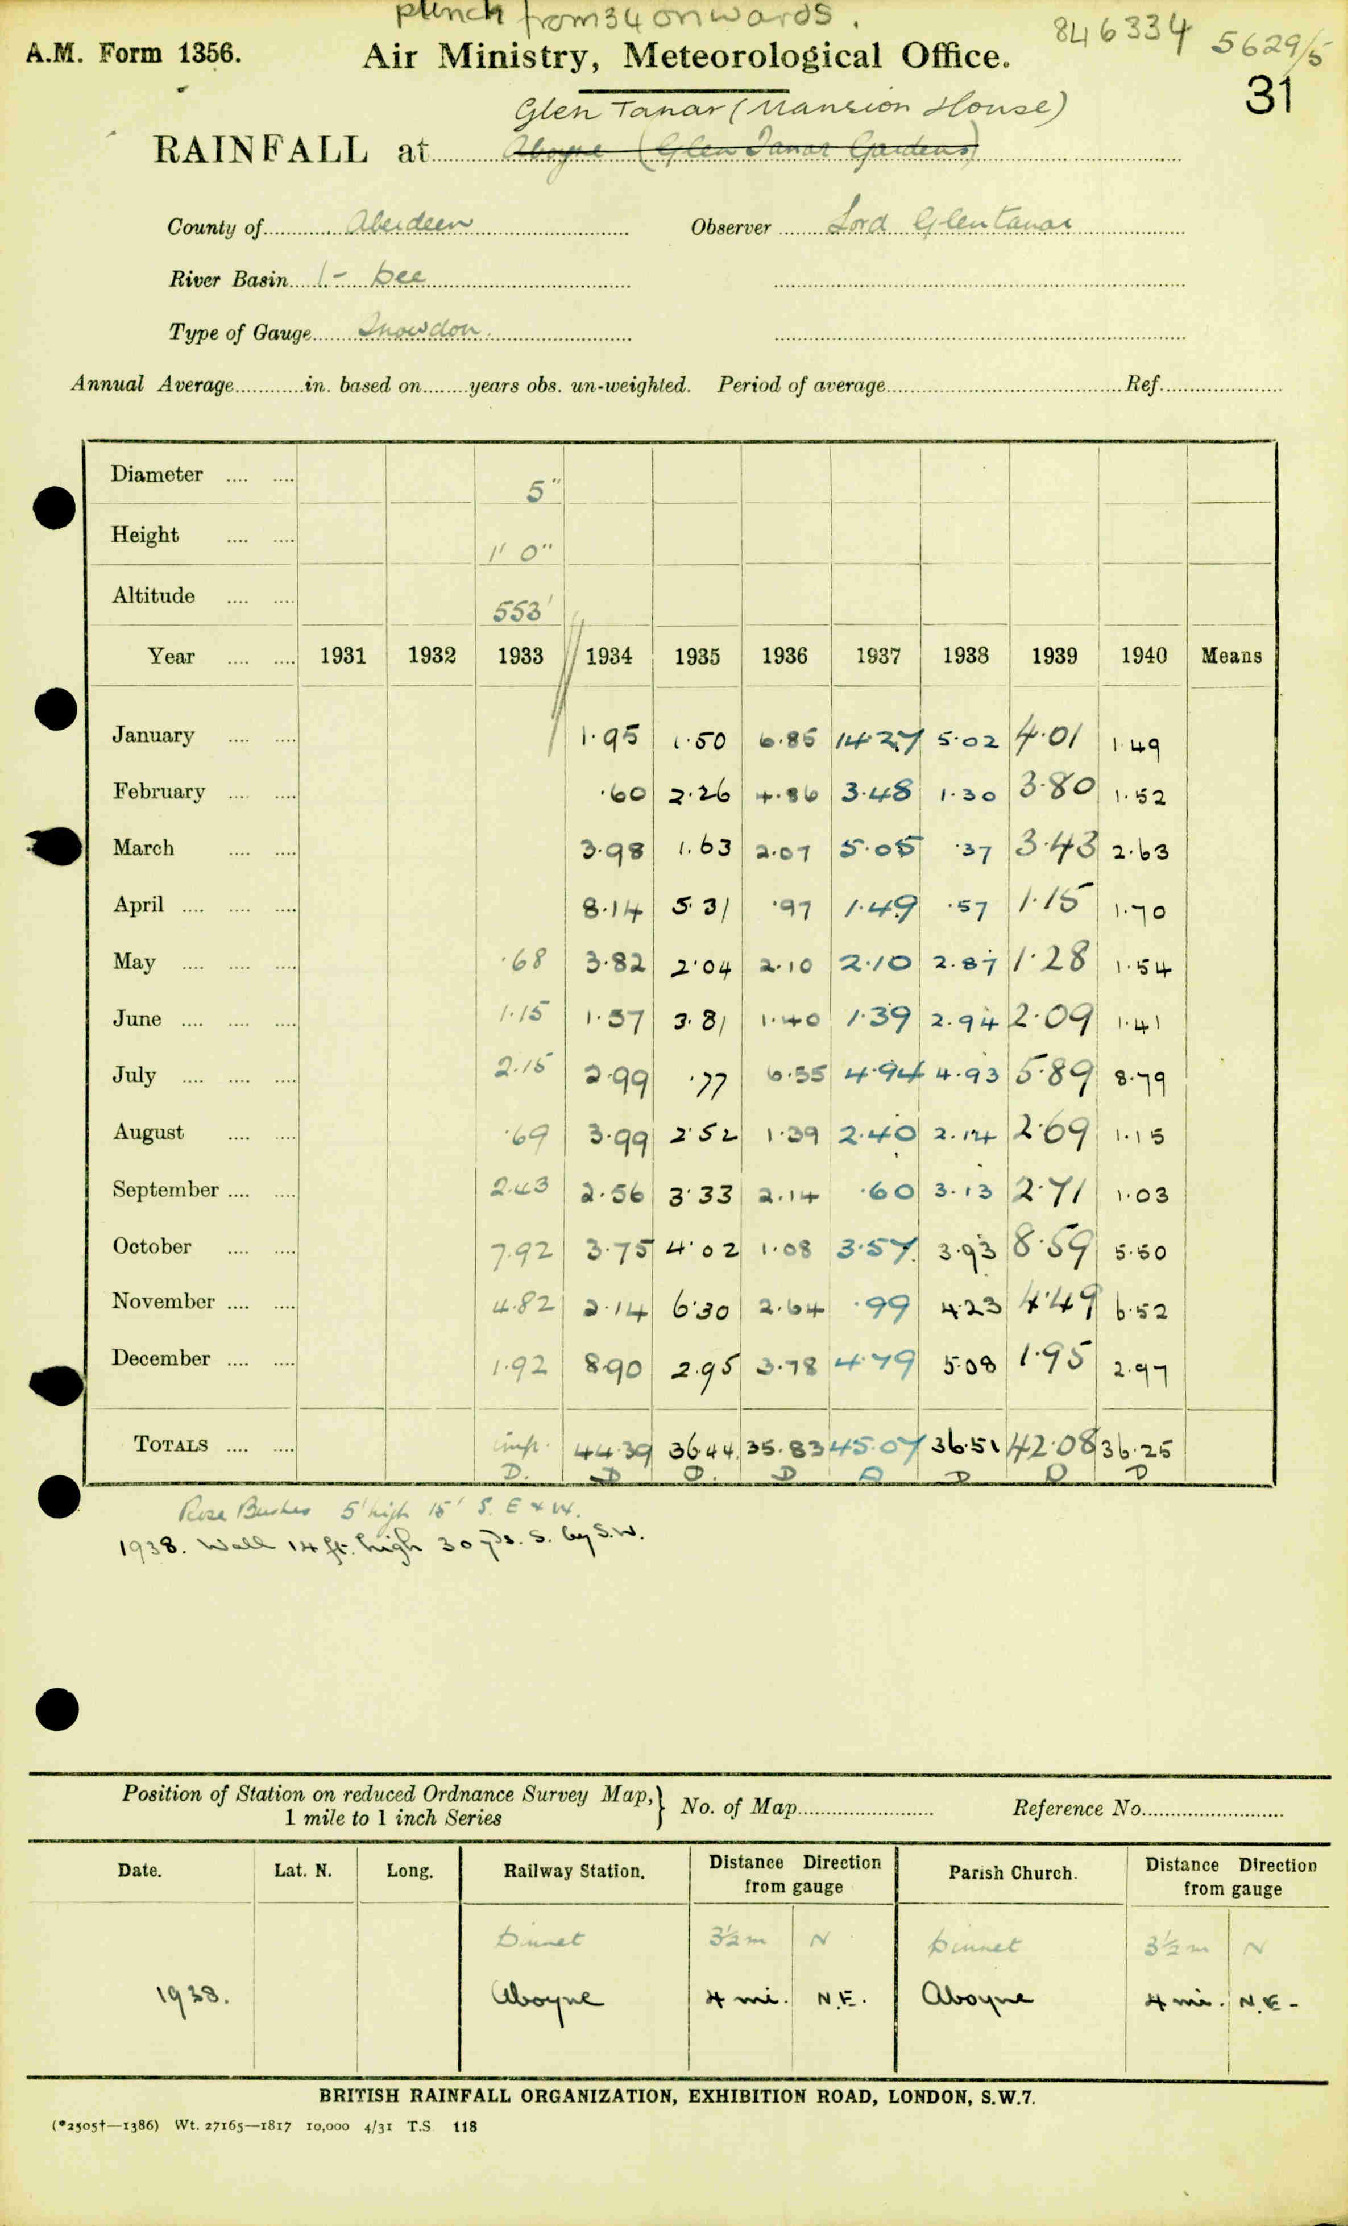 punch from 34 onwards.
846334 5629/5
A.M. Form 1356. Air Ministry, Meteorological Office.
31
Glen Tanar (Mansion House)
RAINFALL at Aboyne (Glen Tanar Gardens)
County of Aberdeen Observer Lord Glentanar
River Basin 1 - Dee
Type of Gauge Snowdon.
Annual Average in. based on years obs. un-weighted. Period of average Ref.
Diameter 5"
Height 1' 0"
Altitude 553'
Year 1931 1932 1933 1934 1935 1936 1937 1938 1939 1940 Means
January 1.95 1.50 6.85 14.27 5.02 4.01 1.49
February .60 2.26 4.86 3.48 1.30 3.80 1.52
March 3.98 1.63 2.07 5.05 .37 3.43 2.63
April 8.14 5.31 .97 1.49 .57 1.15 1.70
May .68 3.82 2.04 2.10 2.10 2.87 1.28 1.54
June 1.15 1.57 3.81 1.40 1.39 2.94 2.09 1.41
July 2.15 2.99 .77 6.55 4.94 4.93 5.89 8.79
August .69 3.99 2.52 1.39 2.40 2.14 2.69 1.15
September 2.43 2.56 3.33 2.14 .60 3.13 2.71 1.03
October 7.92 3.75 4.02 1.08 3.57 3.93 8.59 5.50
November 4.82 2.14 6.30 2.64 .99 4.23 4.49 6.52
December 1.92 8.90 2.95 3.78 4.79 5.08 1.95 2.97
TOTALS imp. 44.39 36.44 35.83 45.07 36.51 42.08 36.25
D. D D. D D D D D
Rose Bushes 5' high 15' S. E & W.
1938. Wall 14 ft. high 30 yds. S. by S.W.
Position of Station on reduced Ordnance Survey Map, 1 mile to 1 inch Series } No. of Map Reference No.
Date. Lat. N. Long. Railway Station. Distance Direction from gauge Parish Church. Distance Direction from gauge
Dinnet 3½ m N Dinnet 3½ m N
1938. Aboyne 4 mi. N.E. Aboyne 4 mi. N.E.
BRITISH RAINFALL ORGANIZATION, EXHIBITION ROAD, LONDON, S.W.7.
(*2505†—1386) Wt. 27165—1817 10,000 4/31 T.S 118